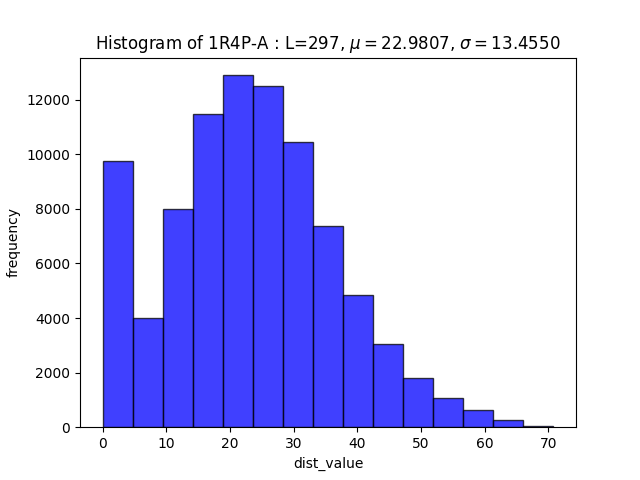 Histogram of 1R4P-A : L=297, μ = 22.9807, σ = 13.4550
12000
10000
8000
6000
4000
2000
0
frequency
0 10 20 30 40 50 60 70
dist_value